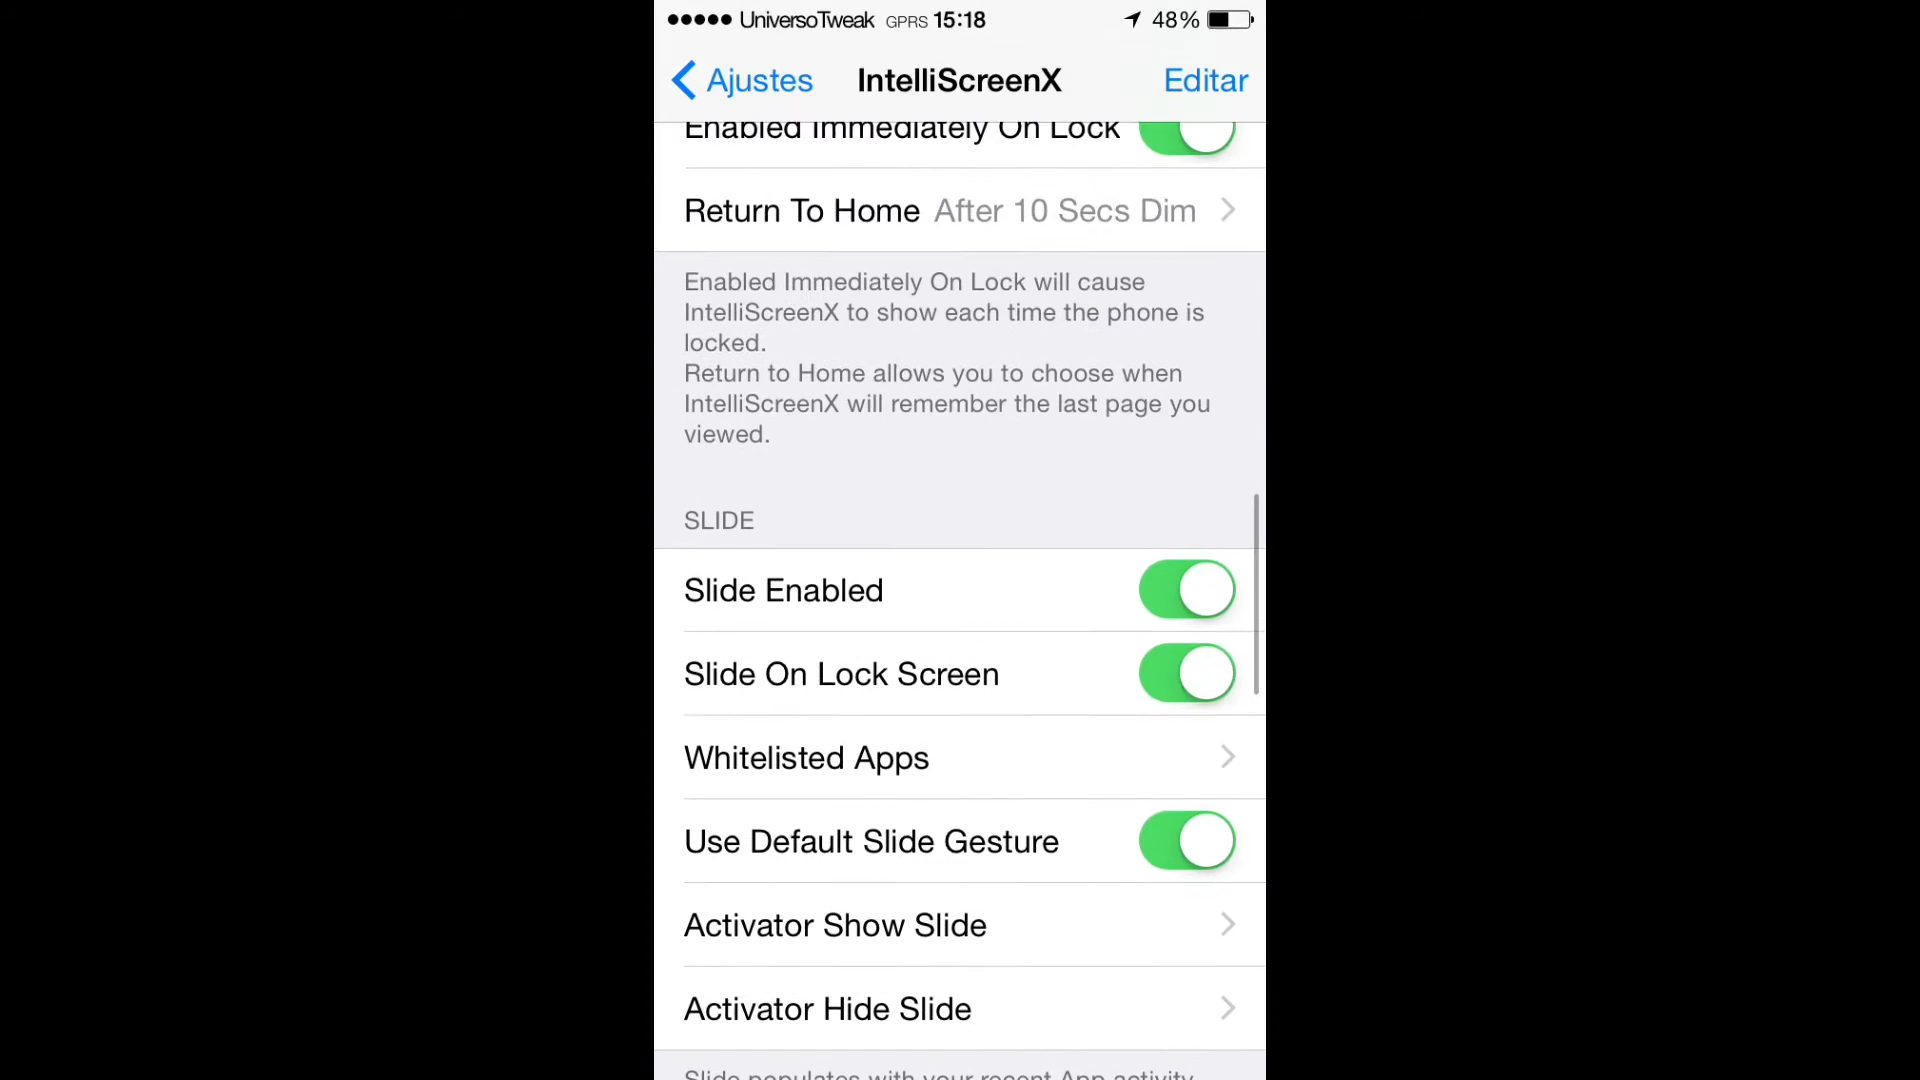 UniversoTweak GPRS 15:18 48%
Ajustes IntelliScreenX Editar
Enabled Immediately On Lock
Return To Home After 10 Secs Dim
Enabled Immediately On Lock will cause
IntelliScreenX to show each time the phone is
locked.
Return to Home allows you to choose when
IntelliScreenX will remember the last page you
viewed.
SLIDE
Slide Enabled
Slide On Lock Screen
Whitelisted Apps
Use Default Slide Gesture
Activator Show Slide
Activator Hide Slide
Slide populates with your recent App activity